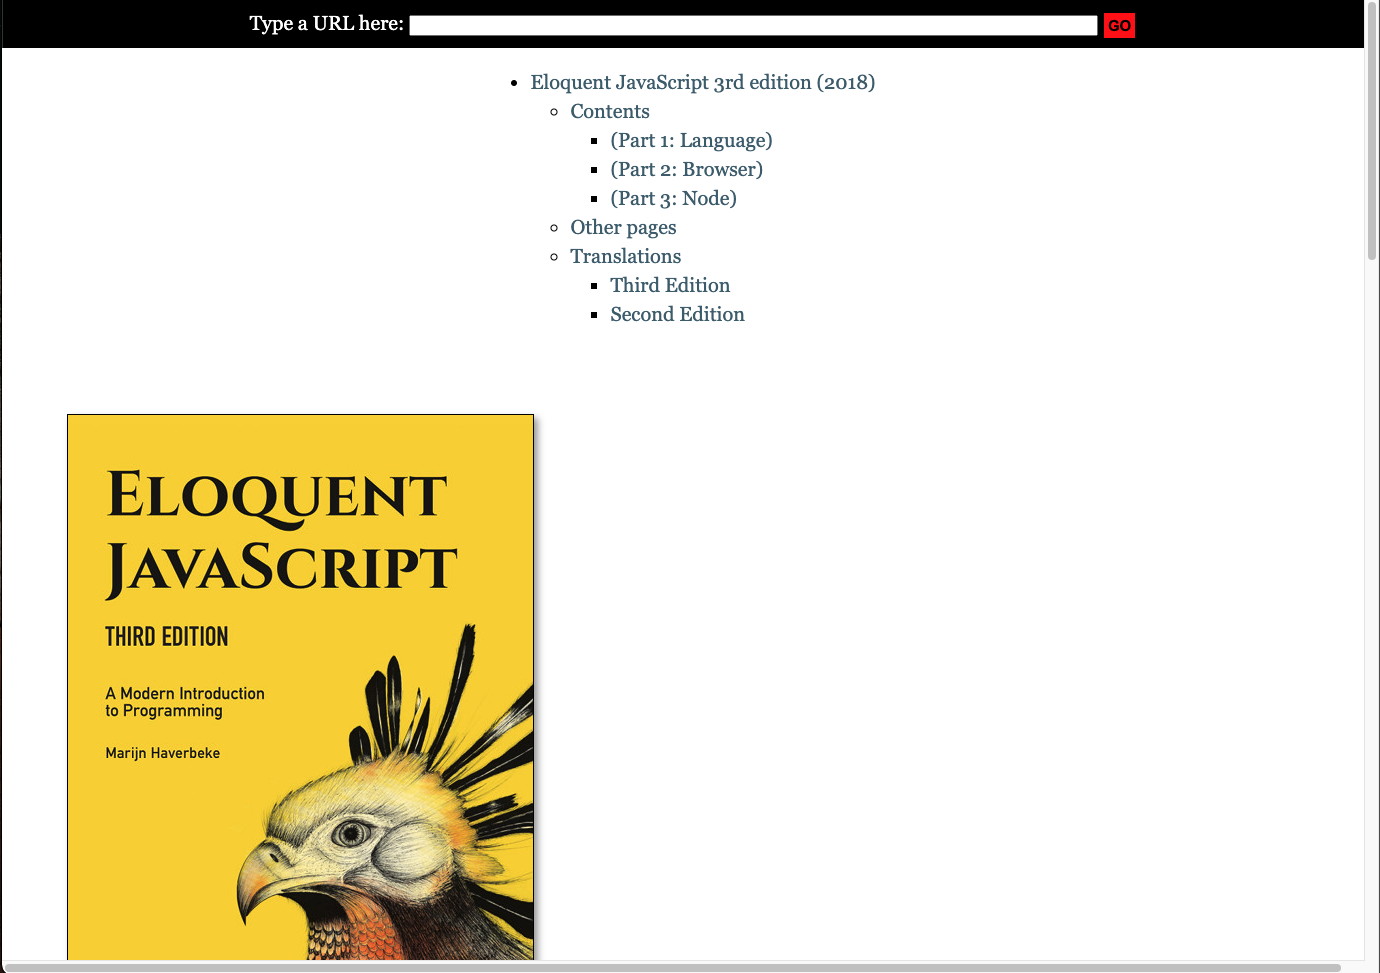 Type a URL here: GO
Eloquent JavaScript 3rd edition (2018)
Contents
(Part 1: Language)
(Part 2: Browser)
(Part 3: Node)
Other pages
Translations
Third Edition
Second Edition
Eloquent
JavaScript
THIRD EDITION
A Modern Introduction
to Programming
Marijn Haverbeke